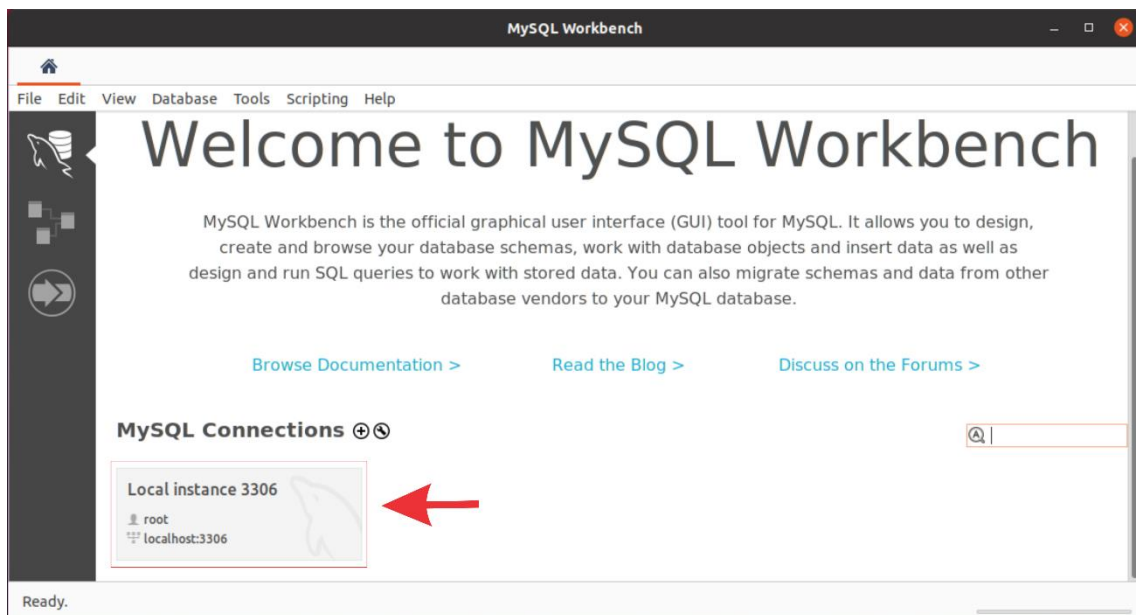 MySQL Workbench
File Edit View Database Tools Scripting Help
Welcome to MySQL Workbench
MySQL Workbench is the official graphical user interface (GUI) tool for MySQL. It allows you to design,
create and browse your database schemas, work with database objects and insert data as well as
design and run SQL queries to work with stored data. You can also migrate schemas and data from other
database vendors to your MySQL database.
Browse Documentation > Read the Blog > Discuss on the Forums >
MySQL Connections
Local instance 3306
root
localhost:3306
Ready.